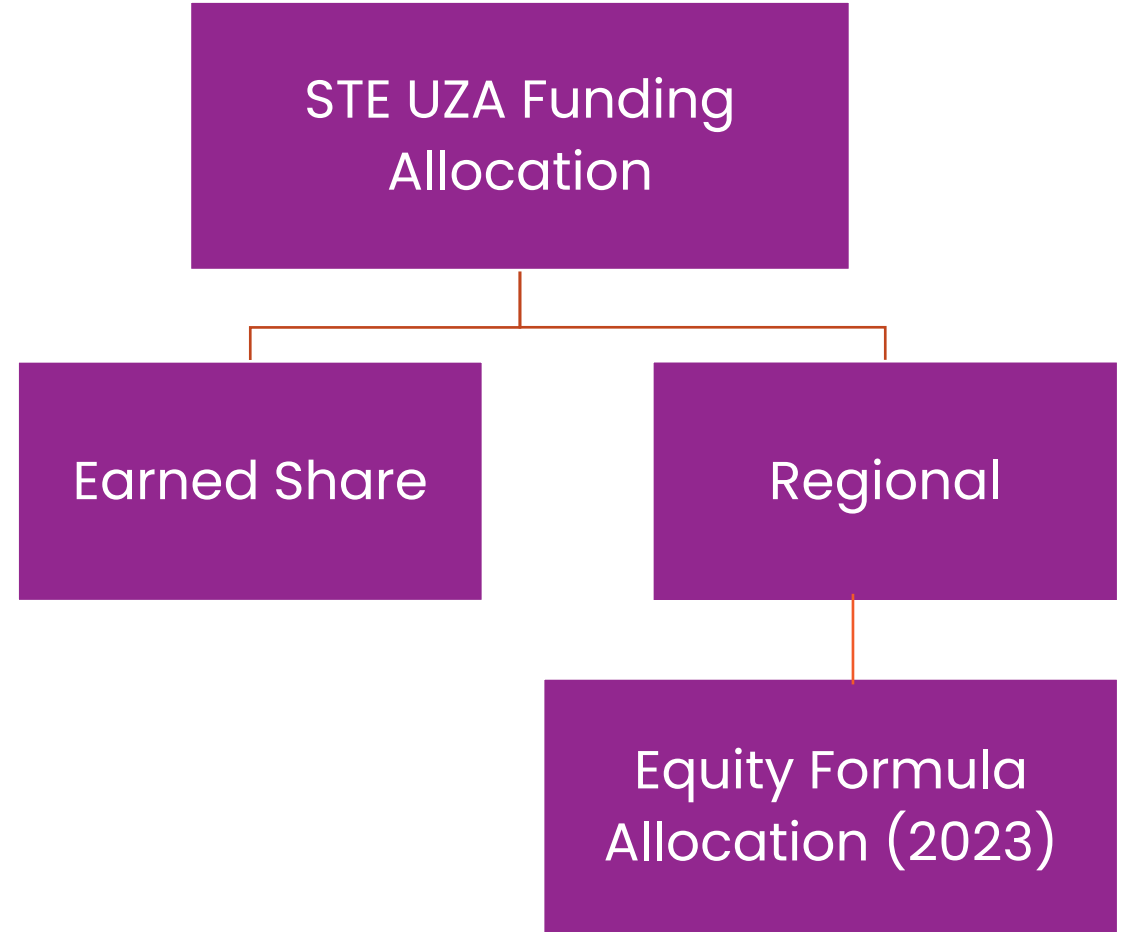 STE UZA Funding
Allocation
Earned Share
Regional
Equity Formula
Allocation (2023)